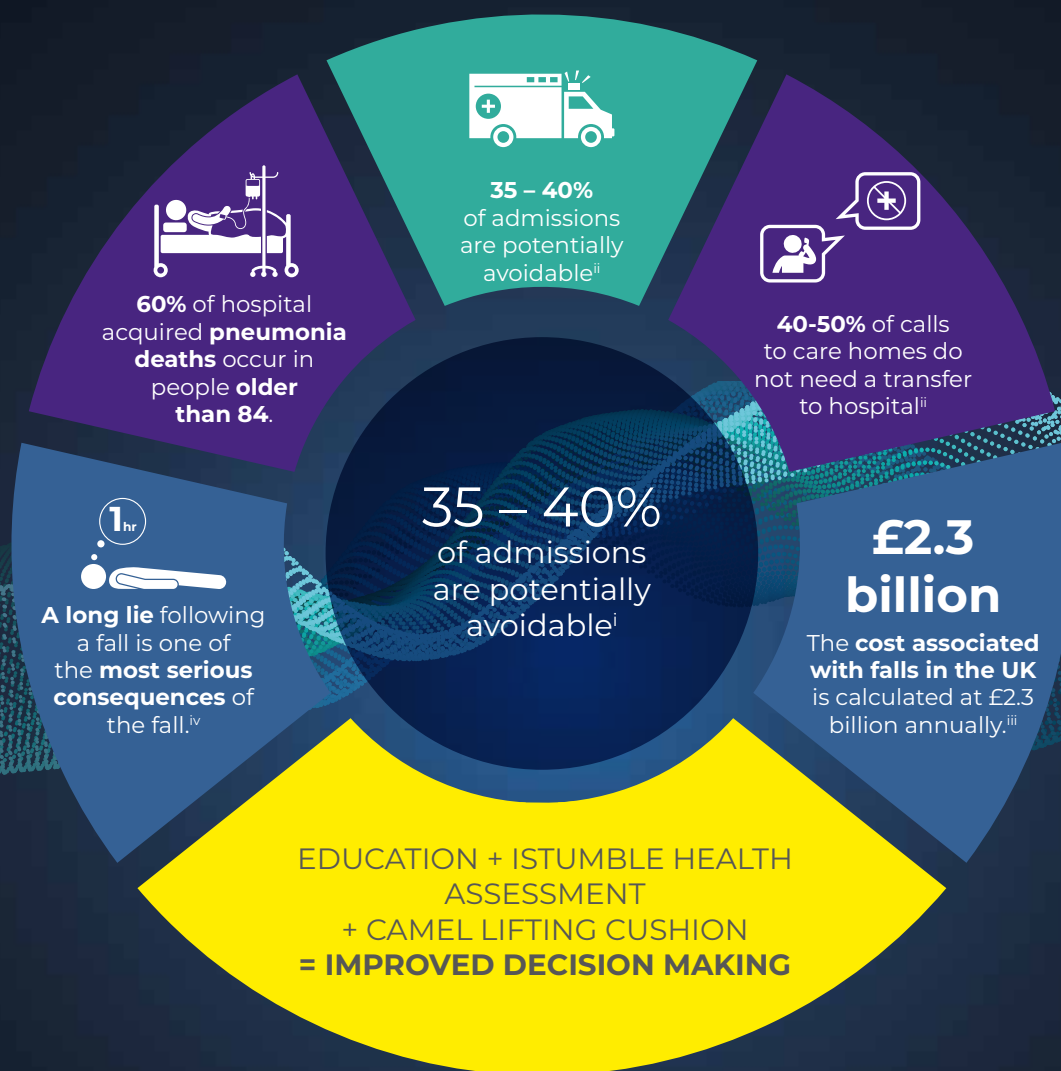 35 – 40%
of admissions
are potentially
avoidableⁱⁱ
60% of hospital
acquired pneumonia
deaths occur in
people older
than 84.
40-50% of calls
to care homes do
not need a transfer
to hospitalⁱⁱ
35 – 40%
of admissions
are potentially
avoidableⁱ
1hr
A long lie following
a fall is one of
the most serious
consequences of
the fall.ⁱᵛ
£2.3
billion
The cost associated
with falls in the UK
is calculated at £2.3
billion annually.ⁱⁱⁱ
EDUCATION + ISTUMBLE HEALTH
ASSESSMENT
+ CAMEL LIFTING CUSHION
= IMPROVED DECISION MAKING